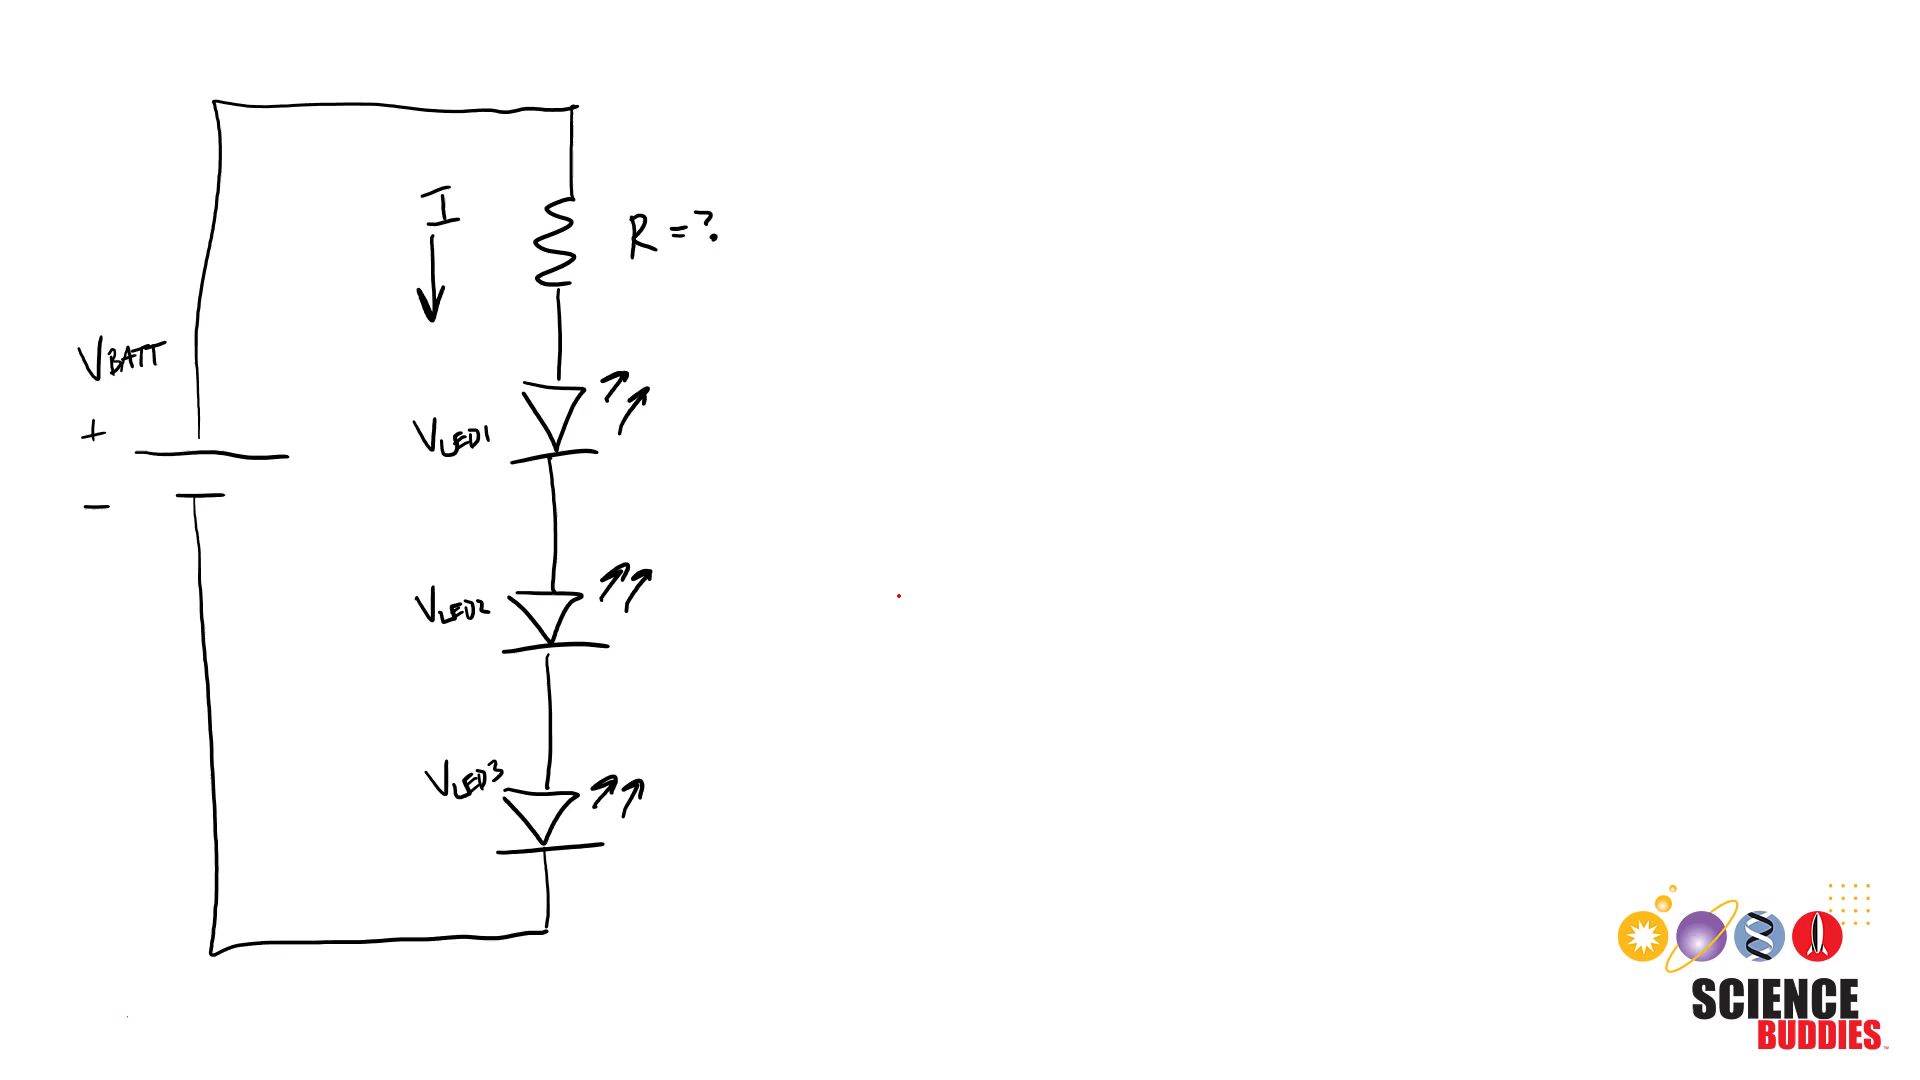 I
R = ?
VBATT
+
VLED1
-
VLED2
VLED3
SCIENCE
BUDDIES